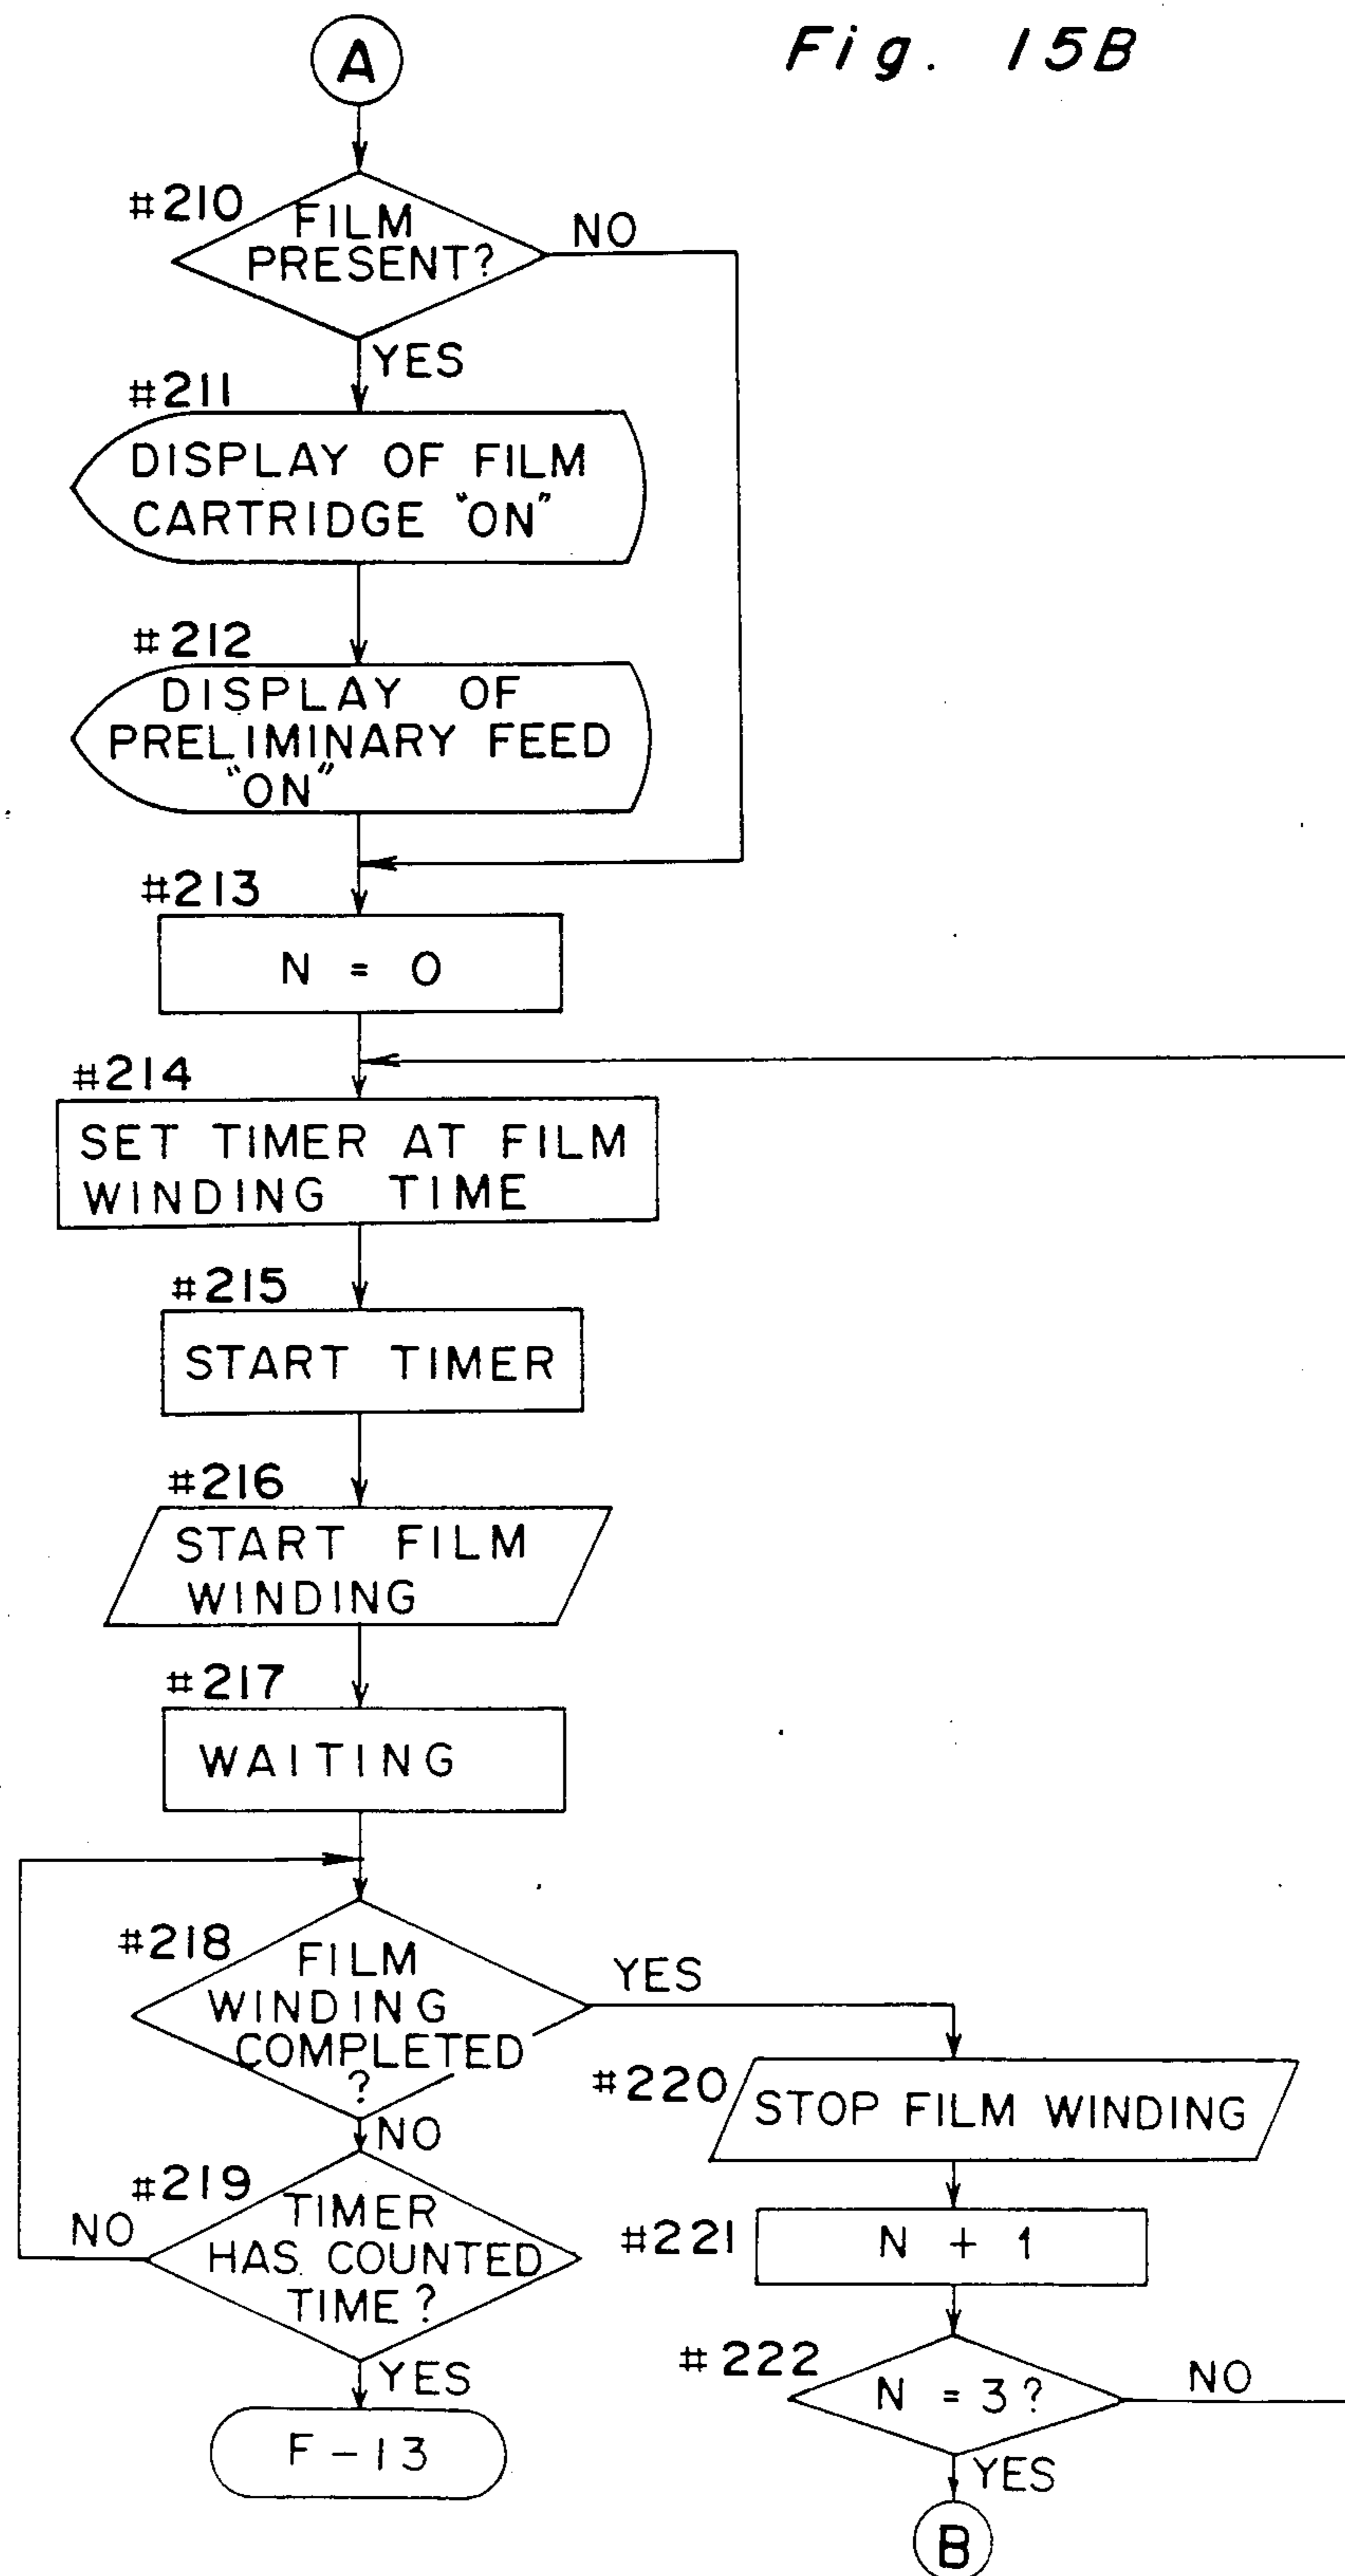 Fig. 15B
A
#210
FILM
PRESENT?
NO
YES
#211
DISPLAY OF FILM
CARTRIDGE "ON"
#212
DISPLAY OF
PRELIMINARY FEED
"ON"
#213
N = 0
#214
SET TIMER AT FILM
WINDING TIME
#215
START TIMER
#216
START FILM
WINDING
#217
WAITING
#218
FILM
WINDING
COMPLETED
?
YES
NO
#219
TIMER
HAS COUNTED
TIME?
NO
YES
F-13
#220
STOP FILM WINDING
#221
N + 1
#222
N = 3?
NO
YES
B